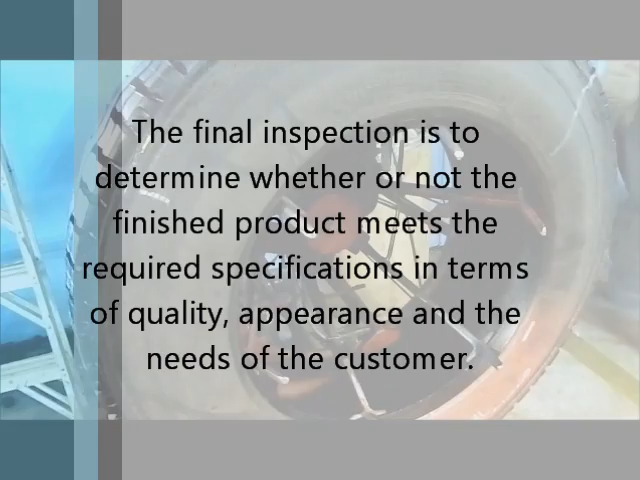 The final inspection is to
determine whether or not the
finished product meets the
required specifications in terms
of quality, appearance and the
needs of the customer.